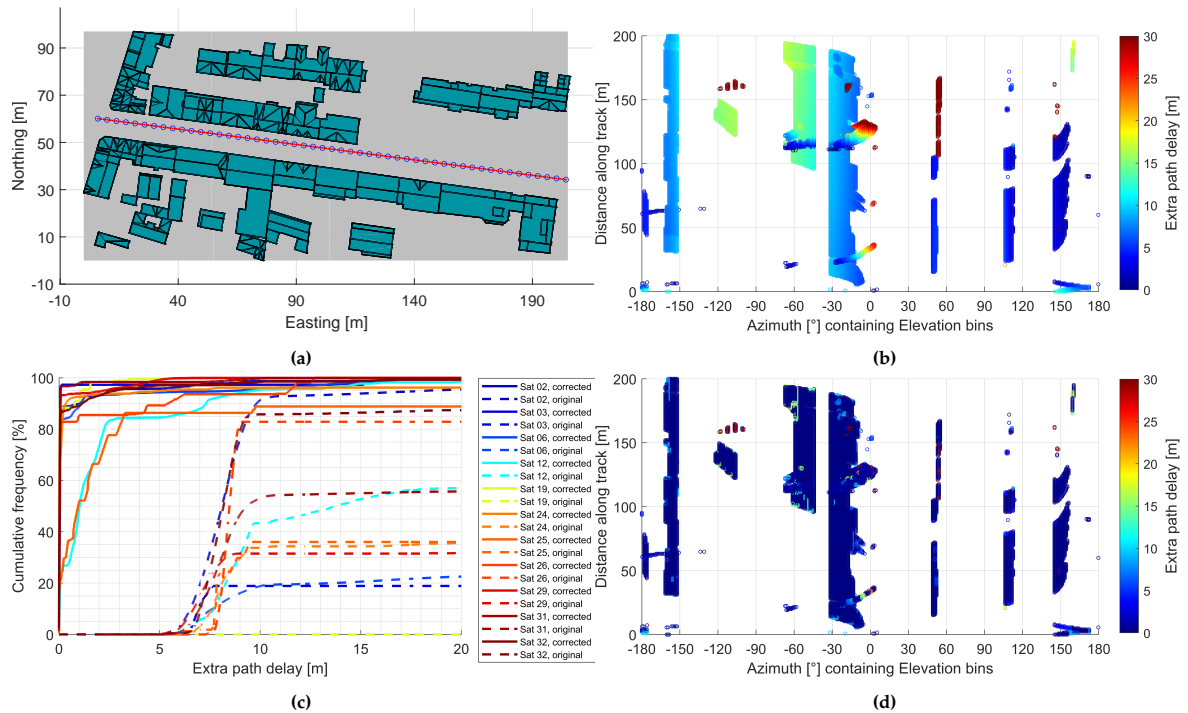 90
70
50
30
10
-10
-10
40
90
140
190
Northing [m]
Easting [m]
(a)
200
150
100
50
0
-180
-150
-120
-90
-60
-30
0
30
60
90
120
150
180
Distance along track [m]
Azimuth [°] containing Elevation bins
30
25
20
15
10
5
0
Extra path delay [m]
(b)
100
80
60
40
20
0
0
5
10
15
20
Cumulative frequency [%]
Extra path delay [m]
Sat 02, corrected
Sat 02, original
Sat 03, corrected
Sat 03, original
Sat 06, corrected
Sat 06, original
Sat 12, corrected
Sat 12, original
Sat 19, corrected
Sat 19, original
Sat 24, corrected
Sat 24, original
Sat 25, corrected
Sat 25, original
Sat 26, corrected
Sat 26, original
Sat 29, corrected
Sat 29, original
Sat 31, corrected
Sat 31, original
Sat 32, corrected
Sat 32, original
(c)
200
150
100
50
0
-180
-150
-120
-90
-60
-30
0
30
60
90
120
150
180
Distance along track [m]
Azimuth [°] containing Elevation bins
30
25
20
15
10
5
0
Extra path delay [m]
(d)